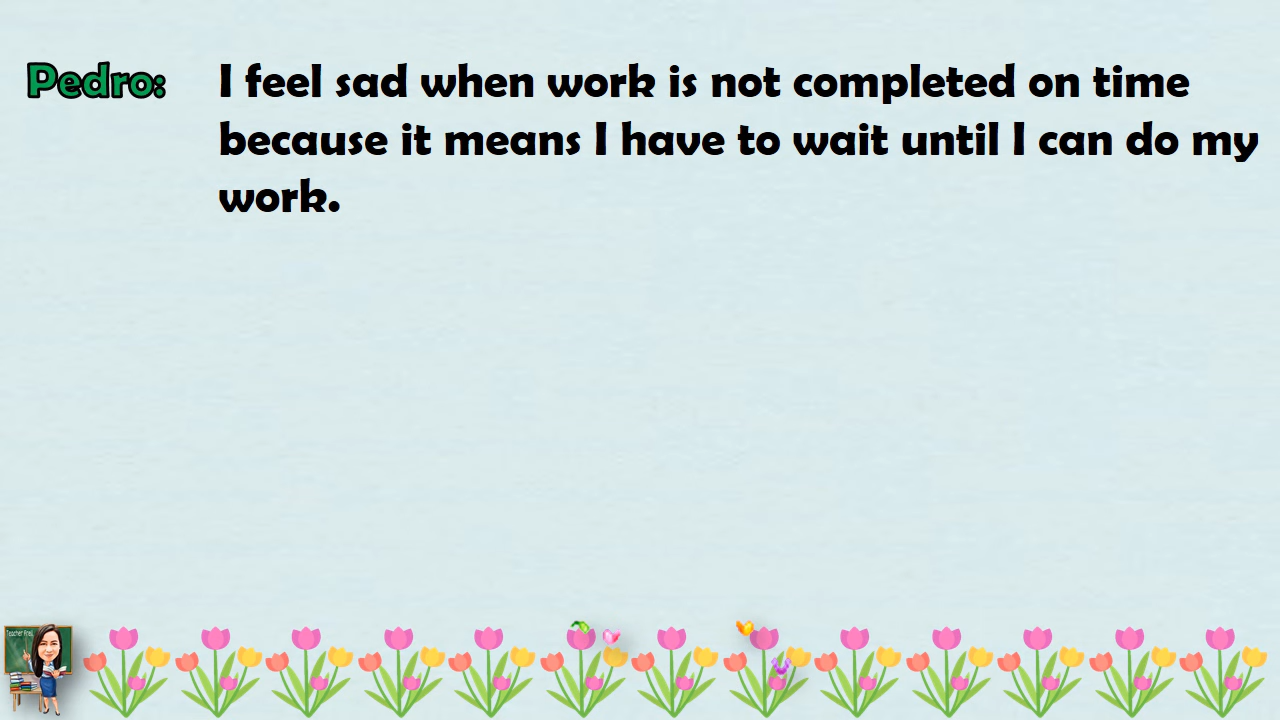 Pedro: I feel sad when work is not completed on time
because it means I have to wait until I can do my
work.